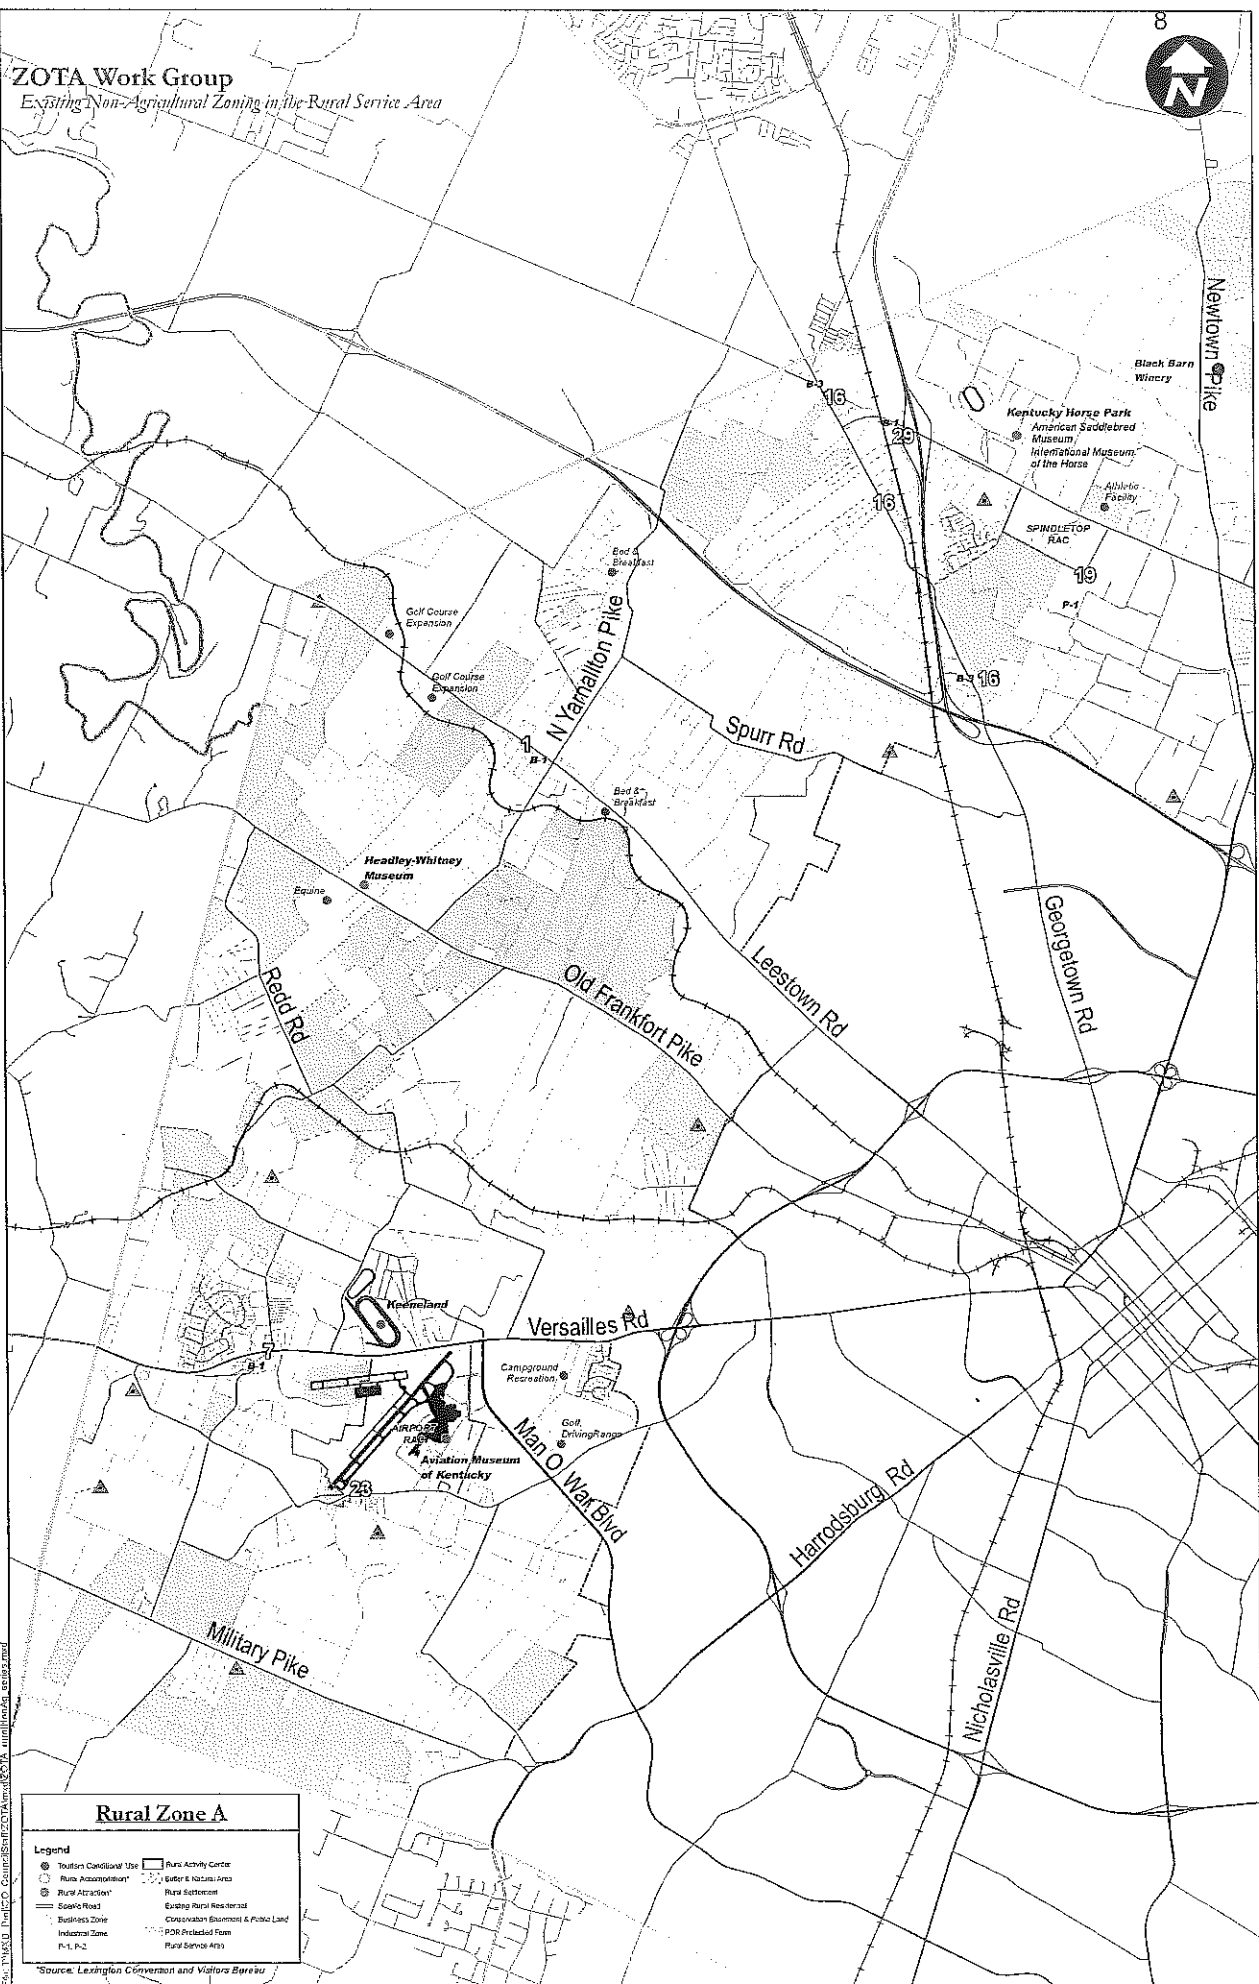 8
ZOTA Work Group
Existing Non-Agricultural Zoning in the Rural Service Area
N
Newtown Pike
Black Barn
Winery
B-3
16
B-1
29
Kentucky Horse Park
American Saddlebred
Museum
International Museum
of the Horse
16
Athletic
Facility
SPINDLETOP
RAC
19
P-1
Bed &
Breakfast
Golf Course
Expansion
Golf Course
Expansion
N Yarnallton Pike
B-3 16
1
B-1
Spurr Rd
Bed &
Breakfast
Headley-Whitney
Museum
Equine
Georgetown Rd
Leestown Rd
Old Frankfort Pike
Redd Rd
Keeneland
Versailles Rd
7
B-1
Campground
Recreation
Golf,
DrivingRange
AIRPORT
RAC
Aviation Museum
of Kentucky
23
Man O War Blvd
Harrodsburg Rd
Nicholasville Rd
Military Pike
Rural Zone A
Legend
Tourism Conditional Use
Rural Accomodation*
Rural Attraction*
Scenic Road
Business Zone
Industrial Zone
P-1, P-2
Rural Activity Center
Buffer & Natural Area
Rural Settlement
Existing Rural Residential
Conservation Easement & Public Land
PDR Protected Farm
Rural Service Area
*Source: Lexington Convention and Visitors Bureau